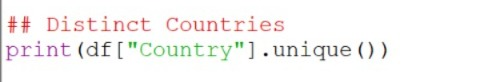 ## Distinct Countries
print(df["Country"].unique())